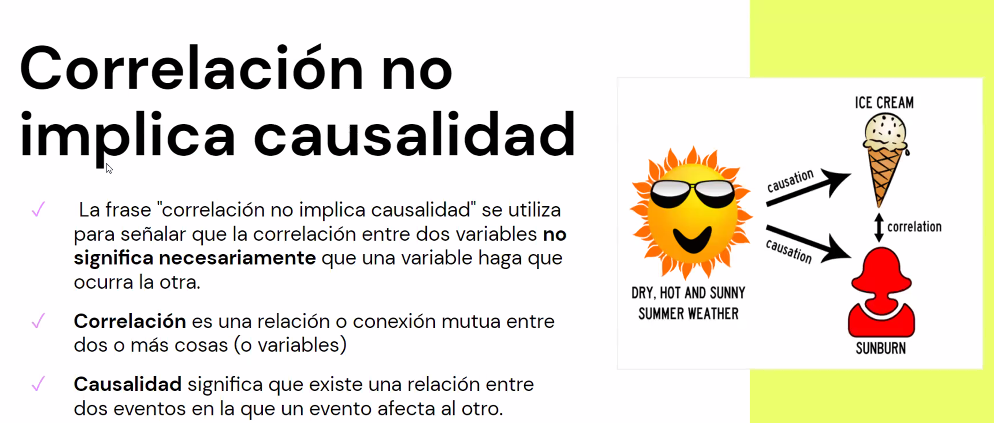 Correlación no
implica causalidad
✓ La frase "correlación no implica causalidad" se utiliza
para señalar que la correlación entre dos variables no
significa necesariamente que una variable haga que
ocurra la otra.
✓ Correlación es una relación o conexión mutua entre
dos o más cosas (o variables)
✓ Causalidad significa que existe una relación entre
dos eventos en la que un evento afecta al otro.
ICE CREAM
causation
correlation
causation
DRY, HOT AND SUNNY
SUMMER WEATHER
SUNBURN